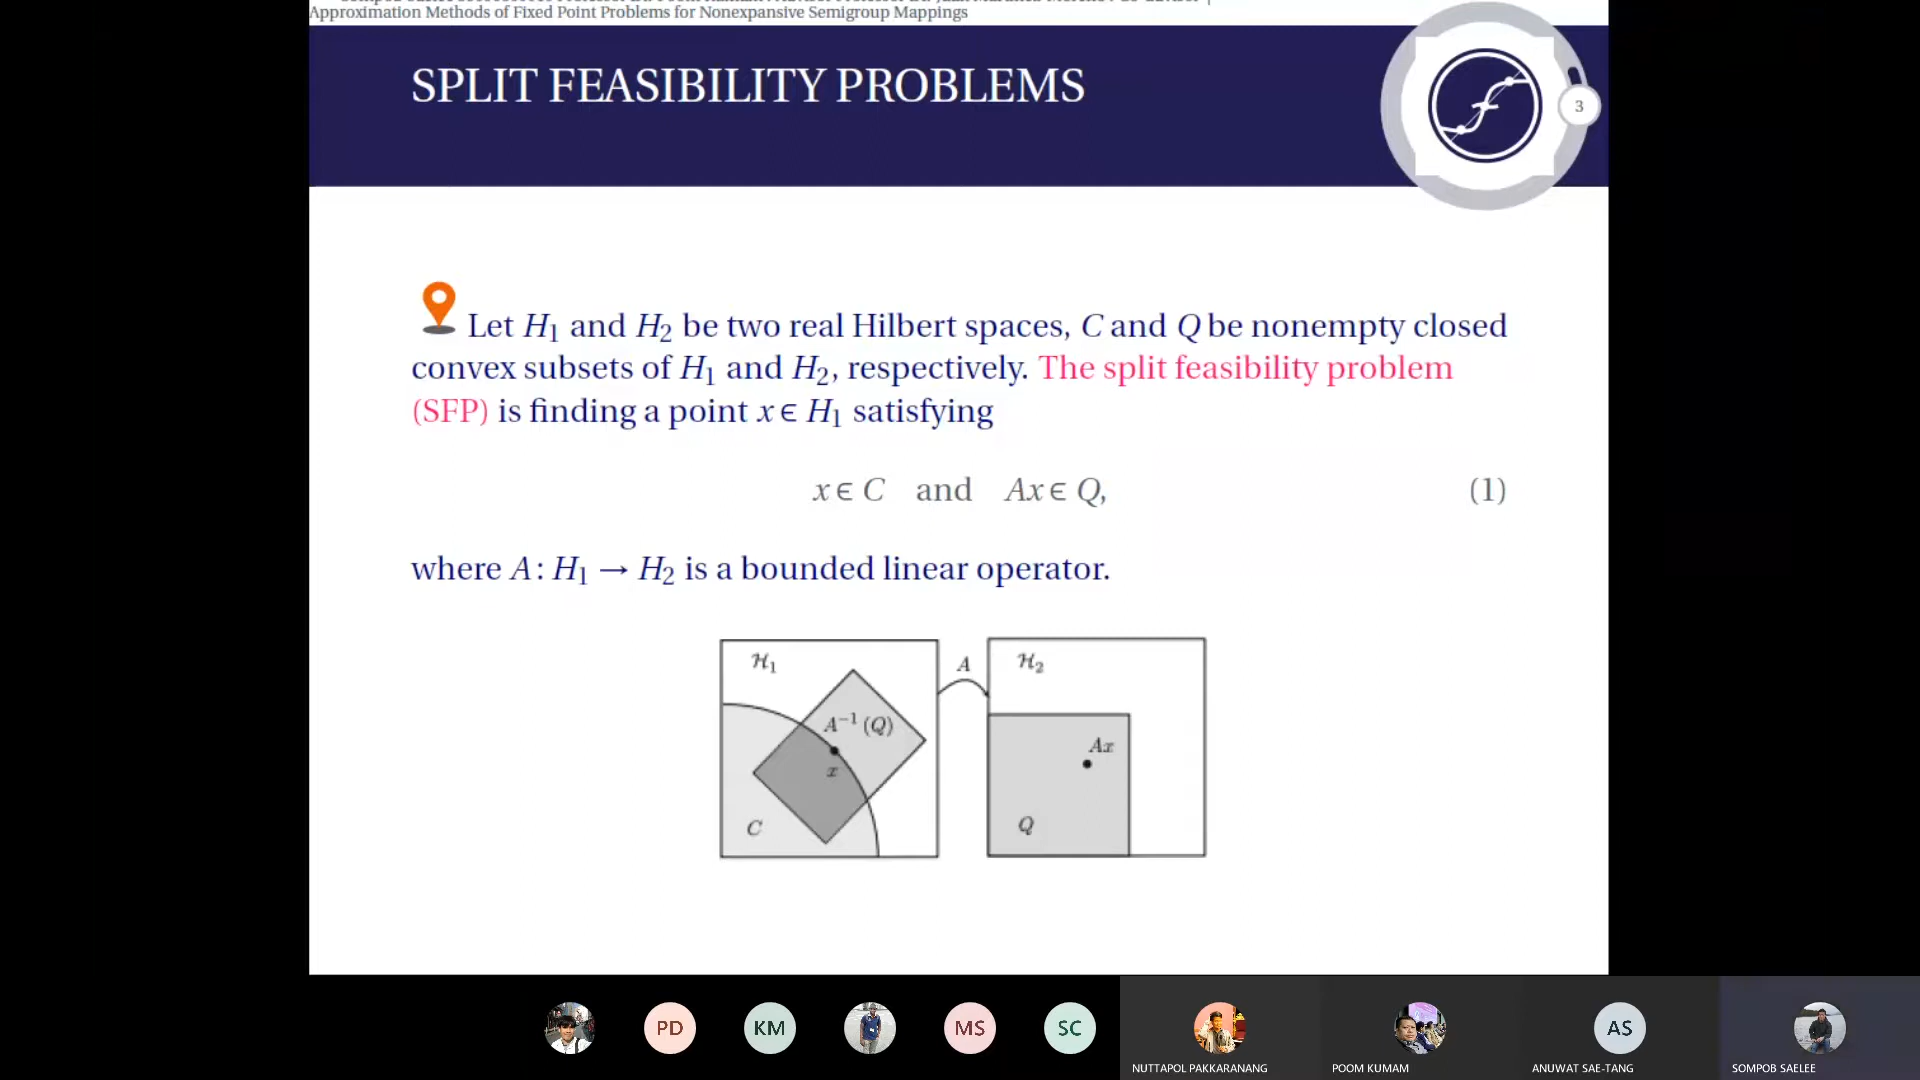 Approximation Methods of Fixed Point Problems for Nonexpansive Semigroup Mappings
SPLIT FEASIBILITY PROBLEMS
3
Let H₁ and H₂ be two real Hilbert spaces, C and Q be nonempty closed
convex subsets of H₁ and H₂, respectively. The split feasibility problem
(SFP) is finding a point x ∈ H₁ satisfying
x ∈ C and Ax ∈ Q, (1)
where A : H₁ → H₂ is a bounded linear operator.
ℋ₁
A
ℋ₂
A⁻¹ (Q)
x
C
Ax
Q
PD
KM
MS
SC
AS
NUTTAPOL PAKKARANANG
POOM KUMAM
ANUWAT SAE-TANG
SOMPOB SAELEE